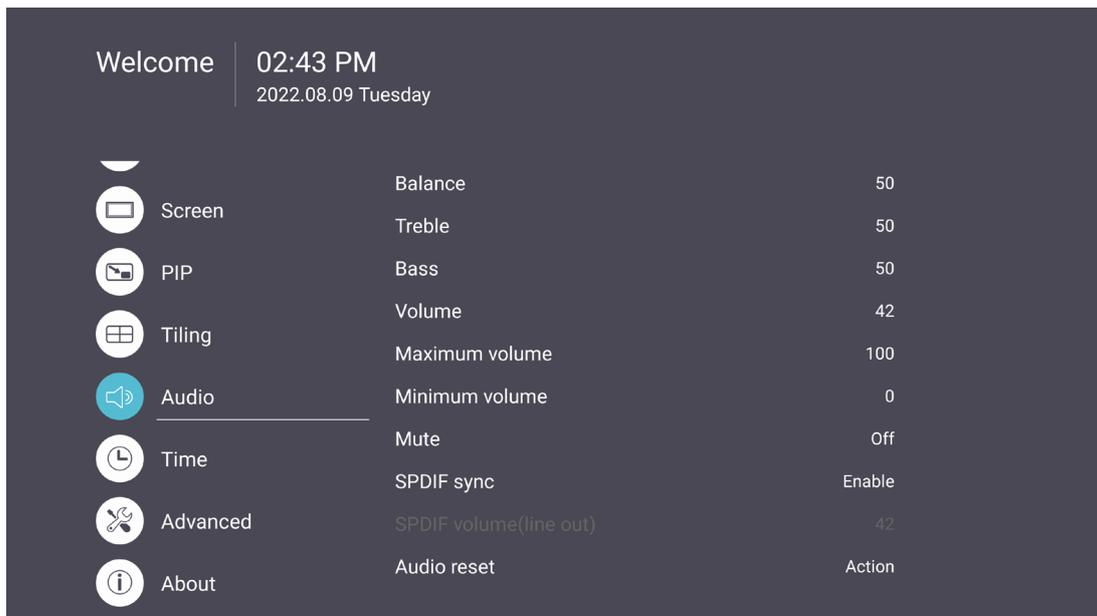 Welcome
02:43 PM
2022.08.09 Tuesday
Screen
PIP
Tiling
Audio
Time
Advanced
About
Balance 50
Treble 50
Bass 50
Volume 42
Maximum volume 100
Minimum volume 0
Mute Off
SPDIF sync Enable
SPDIF volume(line out) 42
Audio reset Action